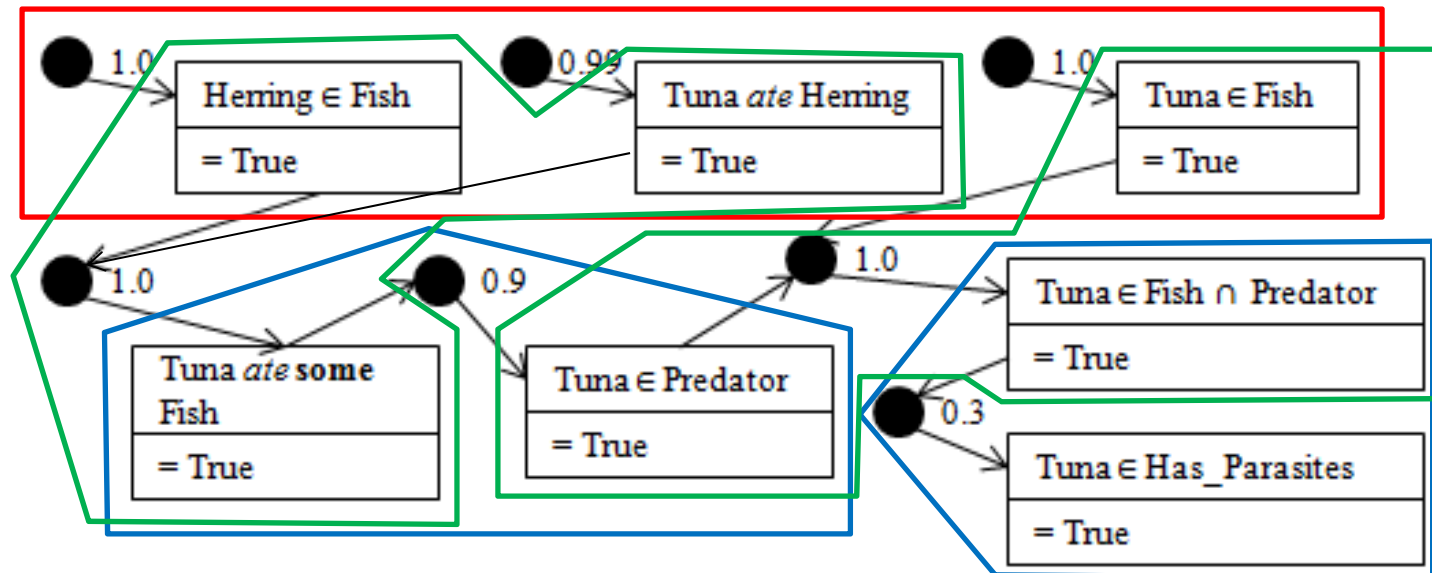 1.0
0.99
1.0
Herring ∈ Fish
= True
Tuna ate Herring
= True
Tuna ∈ Fish
= True
1.0
0.9
1.0
Tuna ate some
Fish
= True
Tuna ∈ Predator
= True
Tuna ∈ Fish ∩ Predator
= True
0.3
Tuna ∈ Has_Parasites
= True